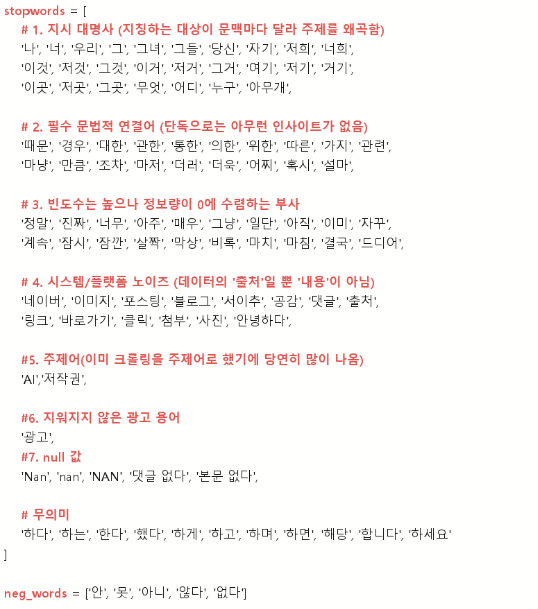 stopwords = [
# 1. 지시 대명사 (지칭하는 대상이 문맥마다 달라 주제를 왜곡함)
'나', '너', '우리', '그', '그녀', '그들', '당신', '자기', '저희', '너희',
'이것', '저것', '그것', '이거', '저거', '그거', '여기', '저기', '거기',
'이곳', '저곳', '그곳', '무엇', '어디', '누구', '아무개',
# 2. 필수 문법적 연결어 (단독으로는 아무런 인사이트가 없음)
'때문', '경우', '대한', '관한', '통한', '의한', '위한', '따른', '가지', '관련',
'마냥', '만큼', '조차', '마저', '더러', '더욱', '어찌', '혹시', '설마',
# 3. 빈도수는 높으나 정보량이 0에 수렴하는 부사
'정말', '진짜', '너무', '아주', '매우', '그냥', '일단', '아직', '이미', '자꾸',
'계속', '잠시', '잠깐', '살짝', '막상', '비록', '마치', '마침', '결국', '드디어',
# 4. 시스템/플랫폼 노이즈 (데이터의 '출처'일 뿐 '내용'이 아님)
'네이버', '이미지', '포스팅', '블로그', '서이추', '공감', '댓글', '출처',
'링크', '바로가기', '클릭', '첨부', '사진', '안녕하다',
#5. 주제어(이미 크롤링을 주제어로 했기에 당연히 많이 나옴)
'AI','저작권',
#6. 지워지지 않은 광고 용어
'광고',
#7. null 값
'Nan', 'nan', 'NAN', '댓글 없다', '본문 없다',
# 무의미
'하다', '하는', '한다', '했다', '하게', '하고', '하며', '하면', '해당', '합니다', '하세요'
]
neg_words = ['안', '못', '아니', '않다', '없다']